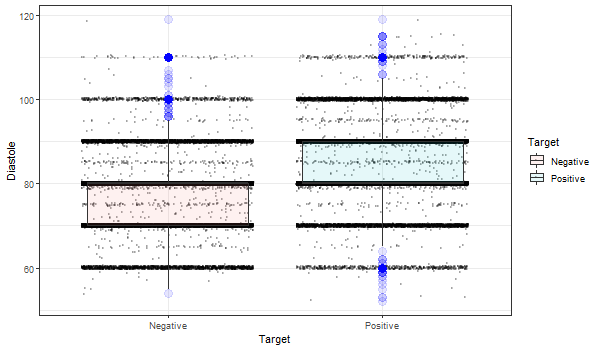 120
100
80
60
Diastole
Negative
Positive
Target
Target
Negative
Positive